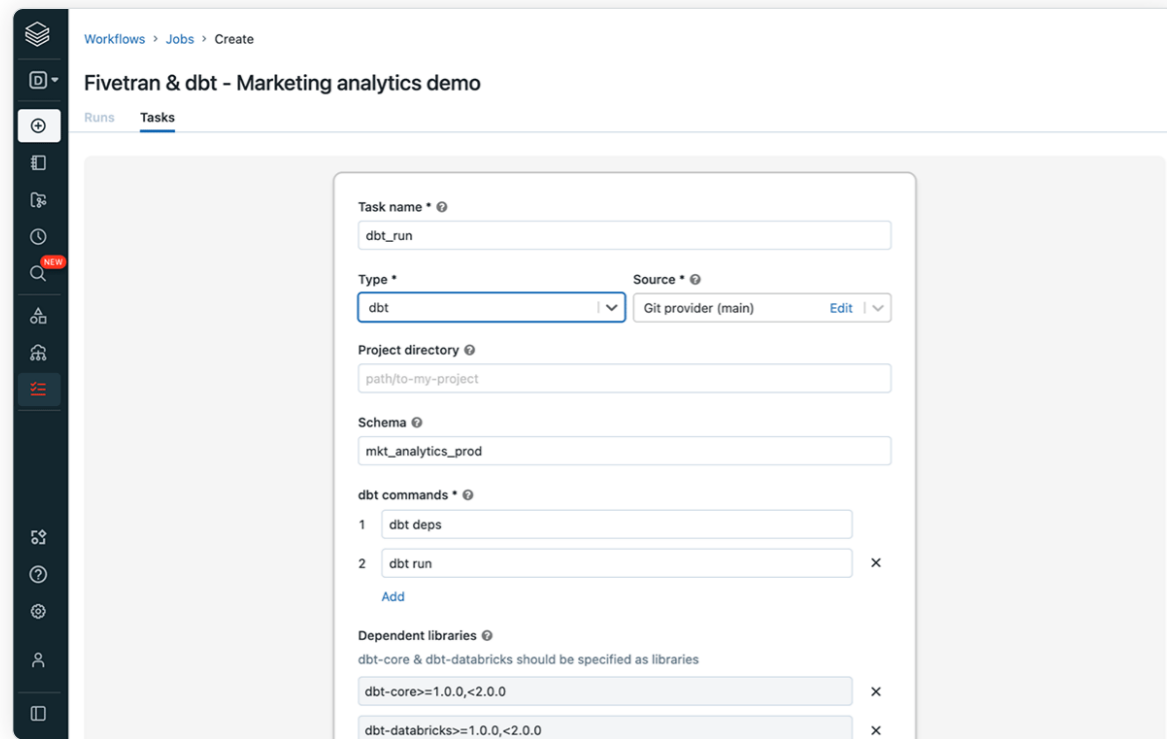 Workflows > Jobs > Create
D
Fivetran & dbt - Marketing analytics demo
Runs Tasks
Task name * ?
dbt_run
NEW
Type * Source * ?
dbt Git provider (main) Edit
Project directory ?
path/to-my-project
Schema ?
mkt_analytics_prod
dbt commands * ?
1 dbt deps
2 dbt run ×
Add
Dependent libraries ?
dbt-core & dbt-databricks should be specified as libraries
dbt-core>=1.0.0,<2.0.0 ×
dbt-databricks>=1.0.0,<2.0.0 ×